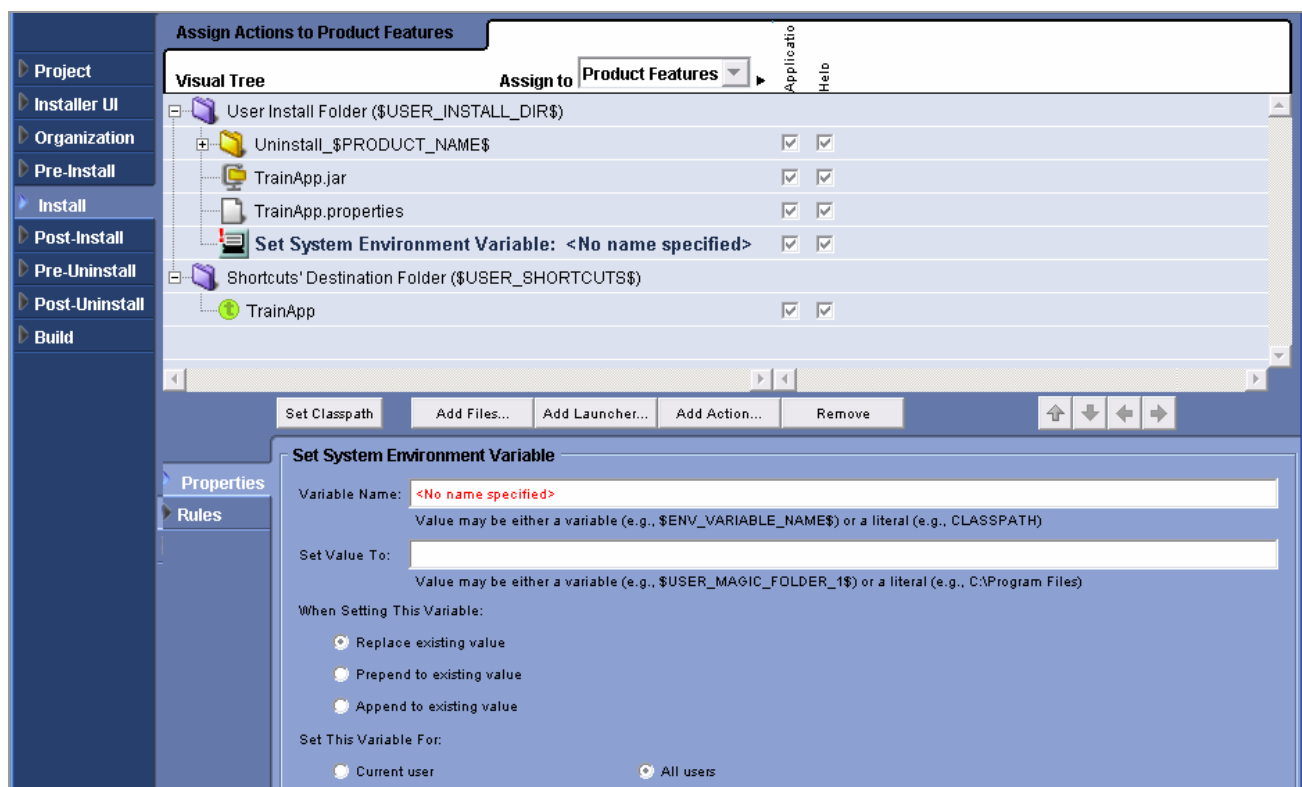 Assign Actions to Product Features
Visual Tree
Assign to
Product Features
Applicatio
Help
Project
Installer UI
Organization
Pre-Install
Install
Post-Install
Pre-Uninstall
Post-Uninstall
Build
User Install Folder ($USER_INSTALL_DIR$)
Uninstall_$PRODUCT_NAME$
TrainApp.jar
TrainApp.properties
Set System Environment Variable: <No name specified>
Shortcuts' Destination Folder ($USER_SHORTCUTS$)
TrainApp
Set Classpath
Add Files...
Add Launcher...
Add Action...
Remove
Properties
Rules
Set System Environment Variable
Variable Name: <No name specified>
Value may be either a variable (e.g., $ENV_VARIABLE_NAME$) or a literal (e.g., CLASSPATH)
Set Value To:
Value may be either a variable (e.g., $USER_MAGIC_FOLDER_1$) or a literal (e.g., C:\Program Files)
When Setting This Variable:
Replace existing value
Prepend to existing value
Append to existing value
Set This Variable For:
Current user
All users